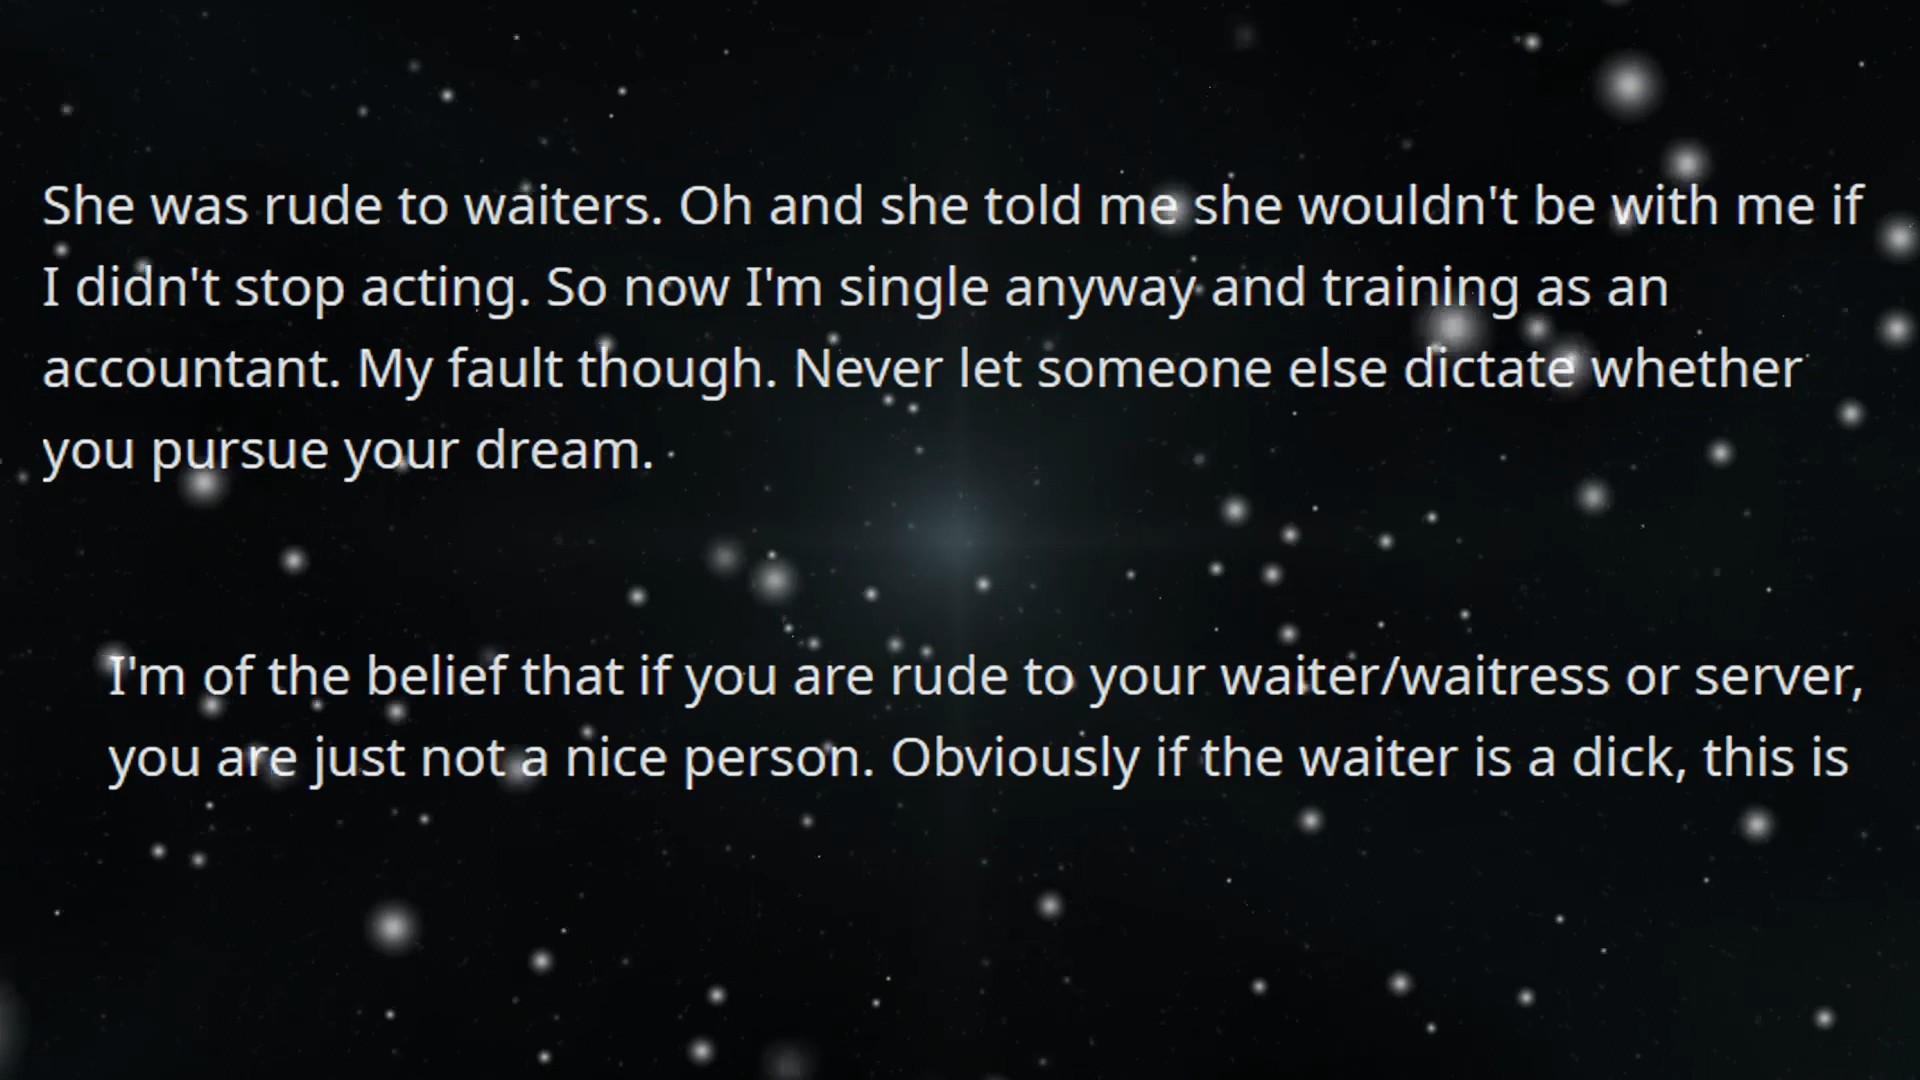 She was rude to waiters. Oh and she told me she wouldn't be with me if
I didn't stop acting. So now I'm single anyway and training as an
accountant. My fault though. Never let someone else dictate whether
you pursue your dream.
I'm of the belief that if you are rude to your waiter/waitress or server,
you are just not a nice person. Obviously if the waiter is a dick, this is